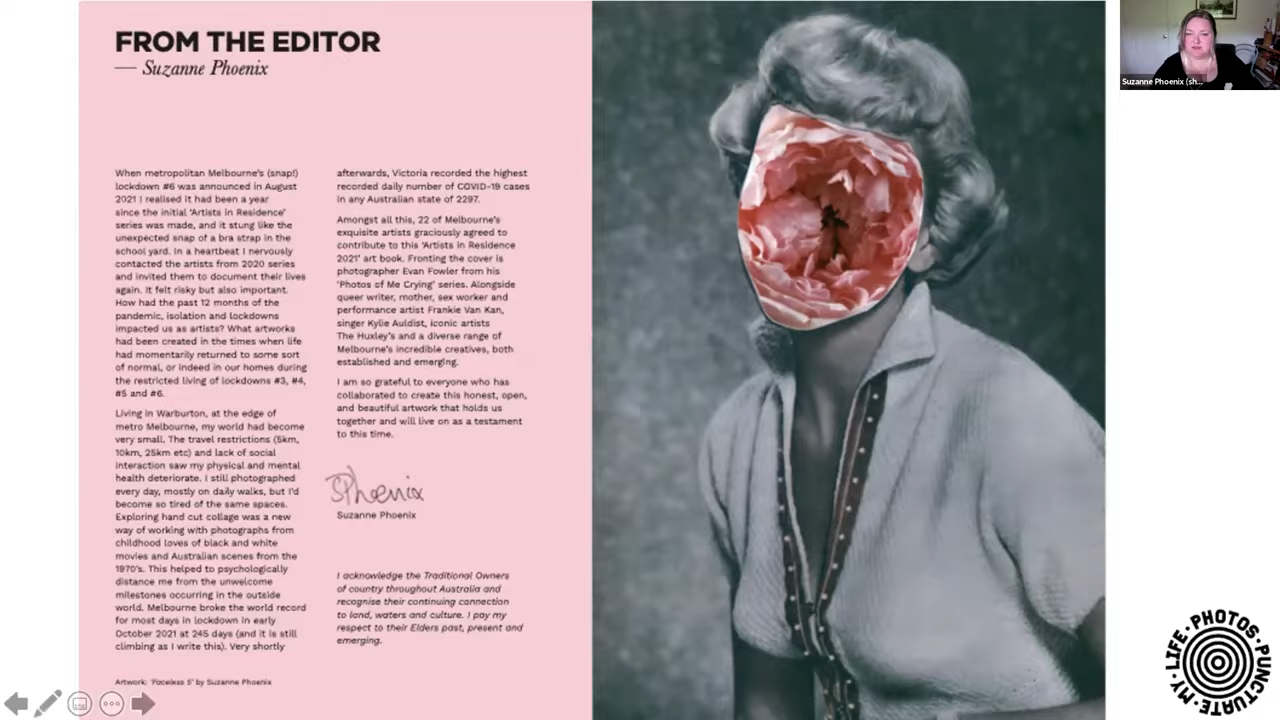 FROM THE EDITOR
— Suzanne Phoenix
When metropolitan Melbourne's (snap!)
lockdown #6 was announced in August
2021 I realised it had been a year
since the initial 'Artists in Residence'
series was made, and it stung like the
unexpected snap of a bra strap in the
school yard. In a heartbeat I nervously
contacted the artists from 2020 series
and invited them to document their lives
again. It felt risky but also important.
How had the past 12 months of the
pandemic, isolation and lockdowns
impacted us as artists? What artworks
had been created in the times when life
had momentarily returned to some sort
of normal, or indeed in our homes during
the restricted living of lockdowns #3, #4,
#5 and #6.
Living in Warburton, at the edge of
metro Melbourne, my world had become
very small. The travel restrictions (5km,
10km, 25km etc) and lack of social
interaction saw my physical and mental
health deteriorate. I still photographed
every day, mostly on daily walks, but I'd
become so tired of the same spaces.
Exploring hand cut collage was a new
way of working with photographs from
childhood loves of black and white
movies and Australian scenes from the
1970's. This helped to psychologically
distance me from the unwelcome
milestones occurring in the outside
world. Melbourne broke the world record
for most days in lockdown in early
October 2021 at 245 days (and it is still
climbing as I write this). Very shortly
afterwards, Victoria recorded the highest
recorded daily number of COVID-19 cases
in any Australian state of 2297.
Amongst all this, 22 of Melbourne's
exquisite artists graciously agreed to
contribute to this 'Artists in Residence
2021' art book. Fronting the cover is
photographer Evan Fowler from his
'Photos of Me Crying' series. Alongside
queer writer, mother, sex worker and
performance artist Frankie Van Kan,
singer Kylie Auldist, iconic artists
The Huxley's and a diverse range of
Melbourne's incredible creatives, both
established and emerging.
I am so grateful to everyone who has
collaborated to create this honest, open,
and beautiful artwork that holds us
together and will live on as a testament
to this time.
SPhoenix
Suzanne Phoenix
I acknowledge the Traditional Owners
of country throughout Australia and
recognise their continuing connection
to land, waters and culture. I pay my
respect to their Elders past, present and
emerging.
Artwork: 'Faceless 5' by Suzanne Phoenix
Suzanne Phoenix (sh...
PHOTOS·PUNCTUATE·MY·LIFE·